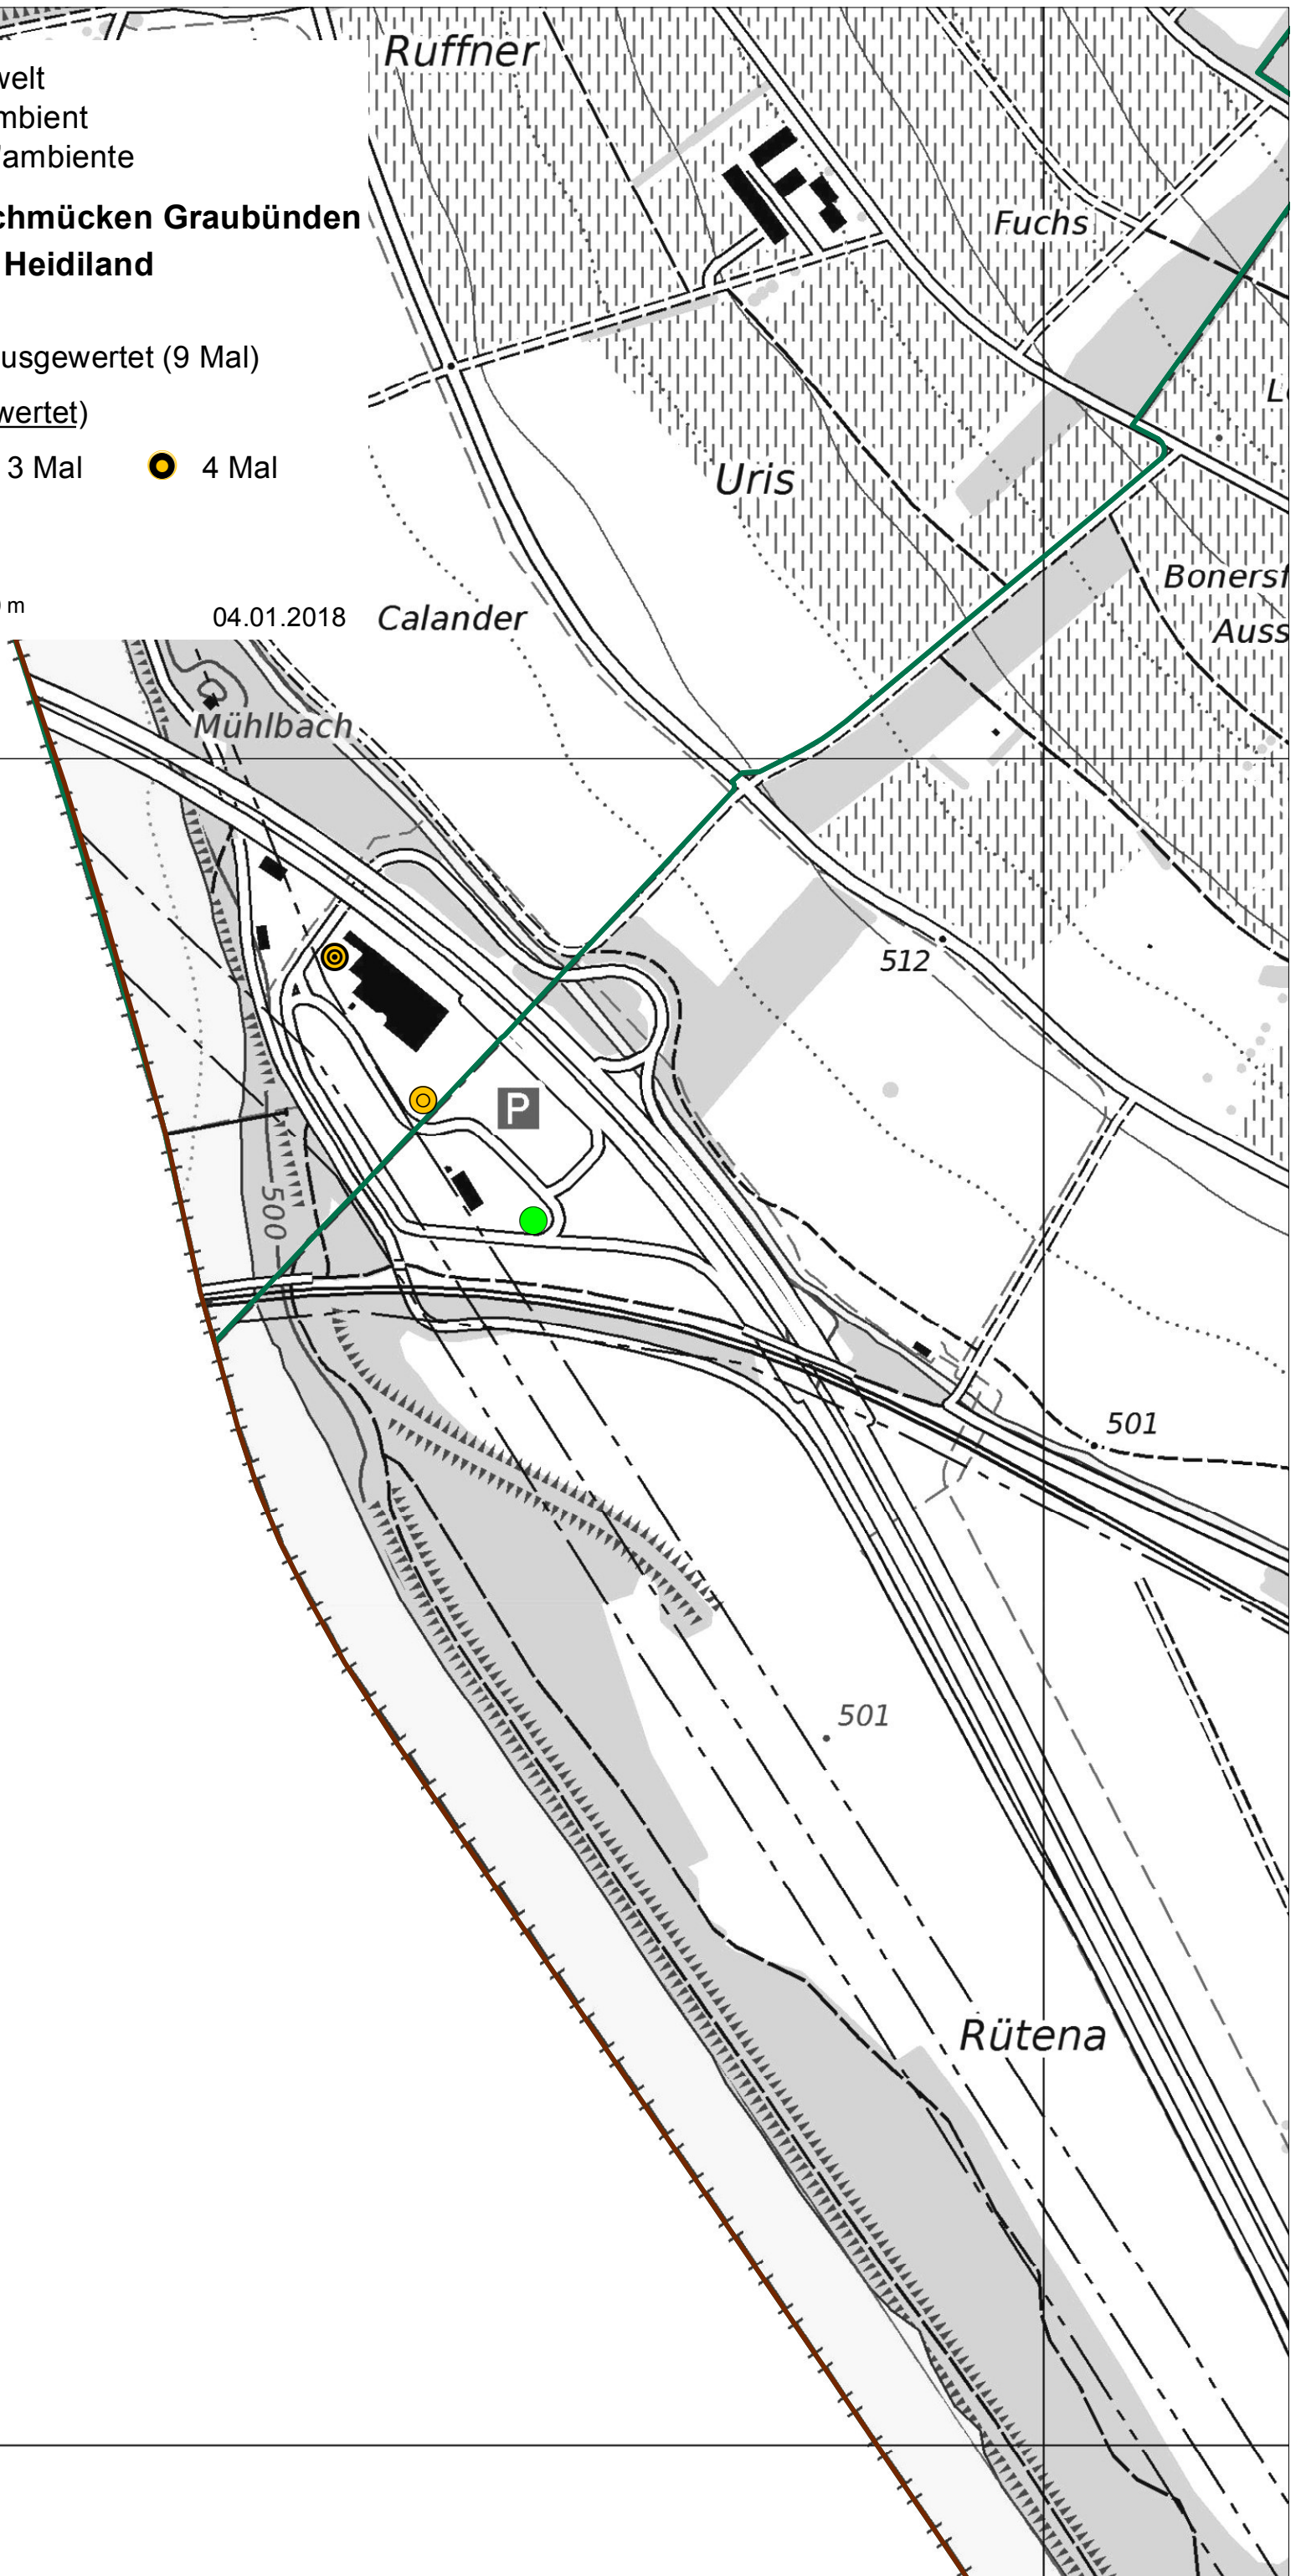 welt
mbient
l'ambiente
chmücken Graubünden
Heidiland
usgewertet (9 Mal)
wertet)
3 Mal 4 Mal
m
04.01.2018
Ruffner
Fuchs
Uris
Calander
Bonersf
Auss
Mühlbach
512
P
500
501
501
Rütena